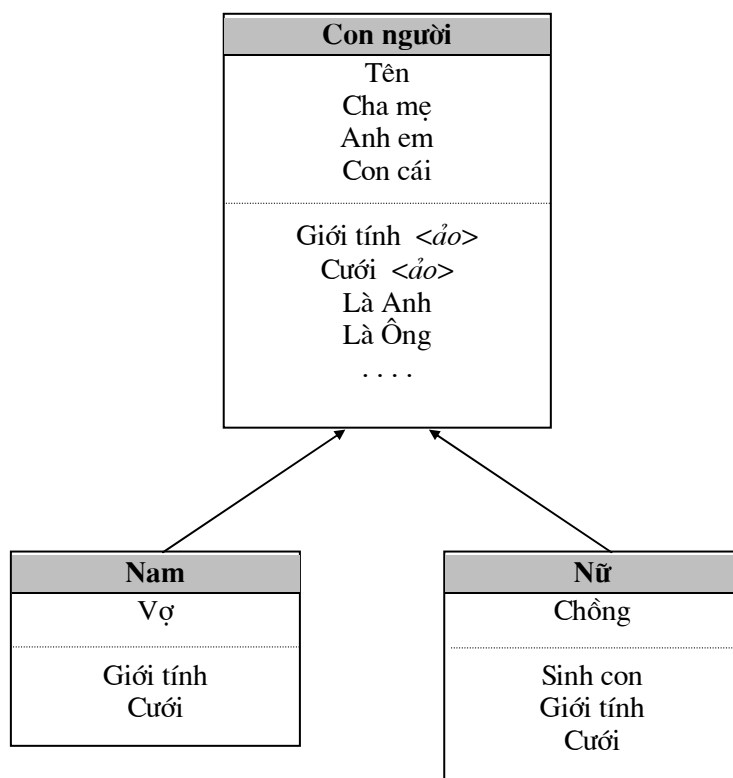 Con người
Tên
Cha mẹ
Anh em
Con cái
Giới tính <ảo>
Cưới <ảo>
Là Anh
Là Ông
. . . .
Nam
Vợ
Giới tính
Cưới
Nữ
Chồng
Sinh con
Giới tính
Cưới